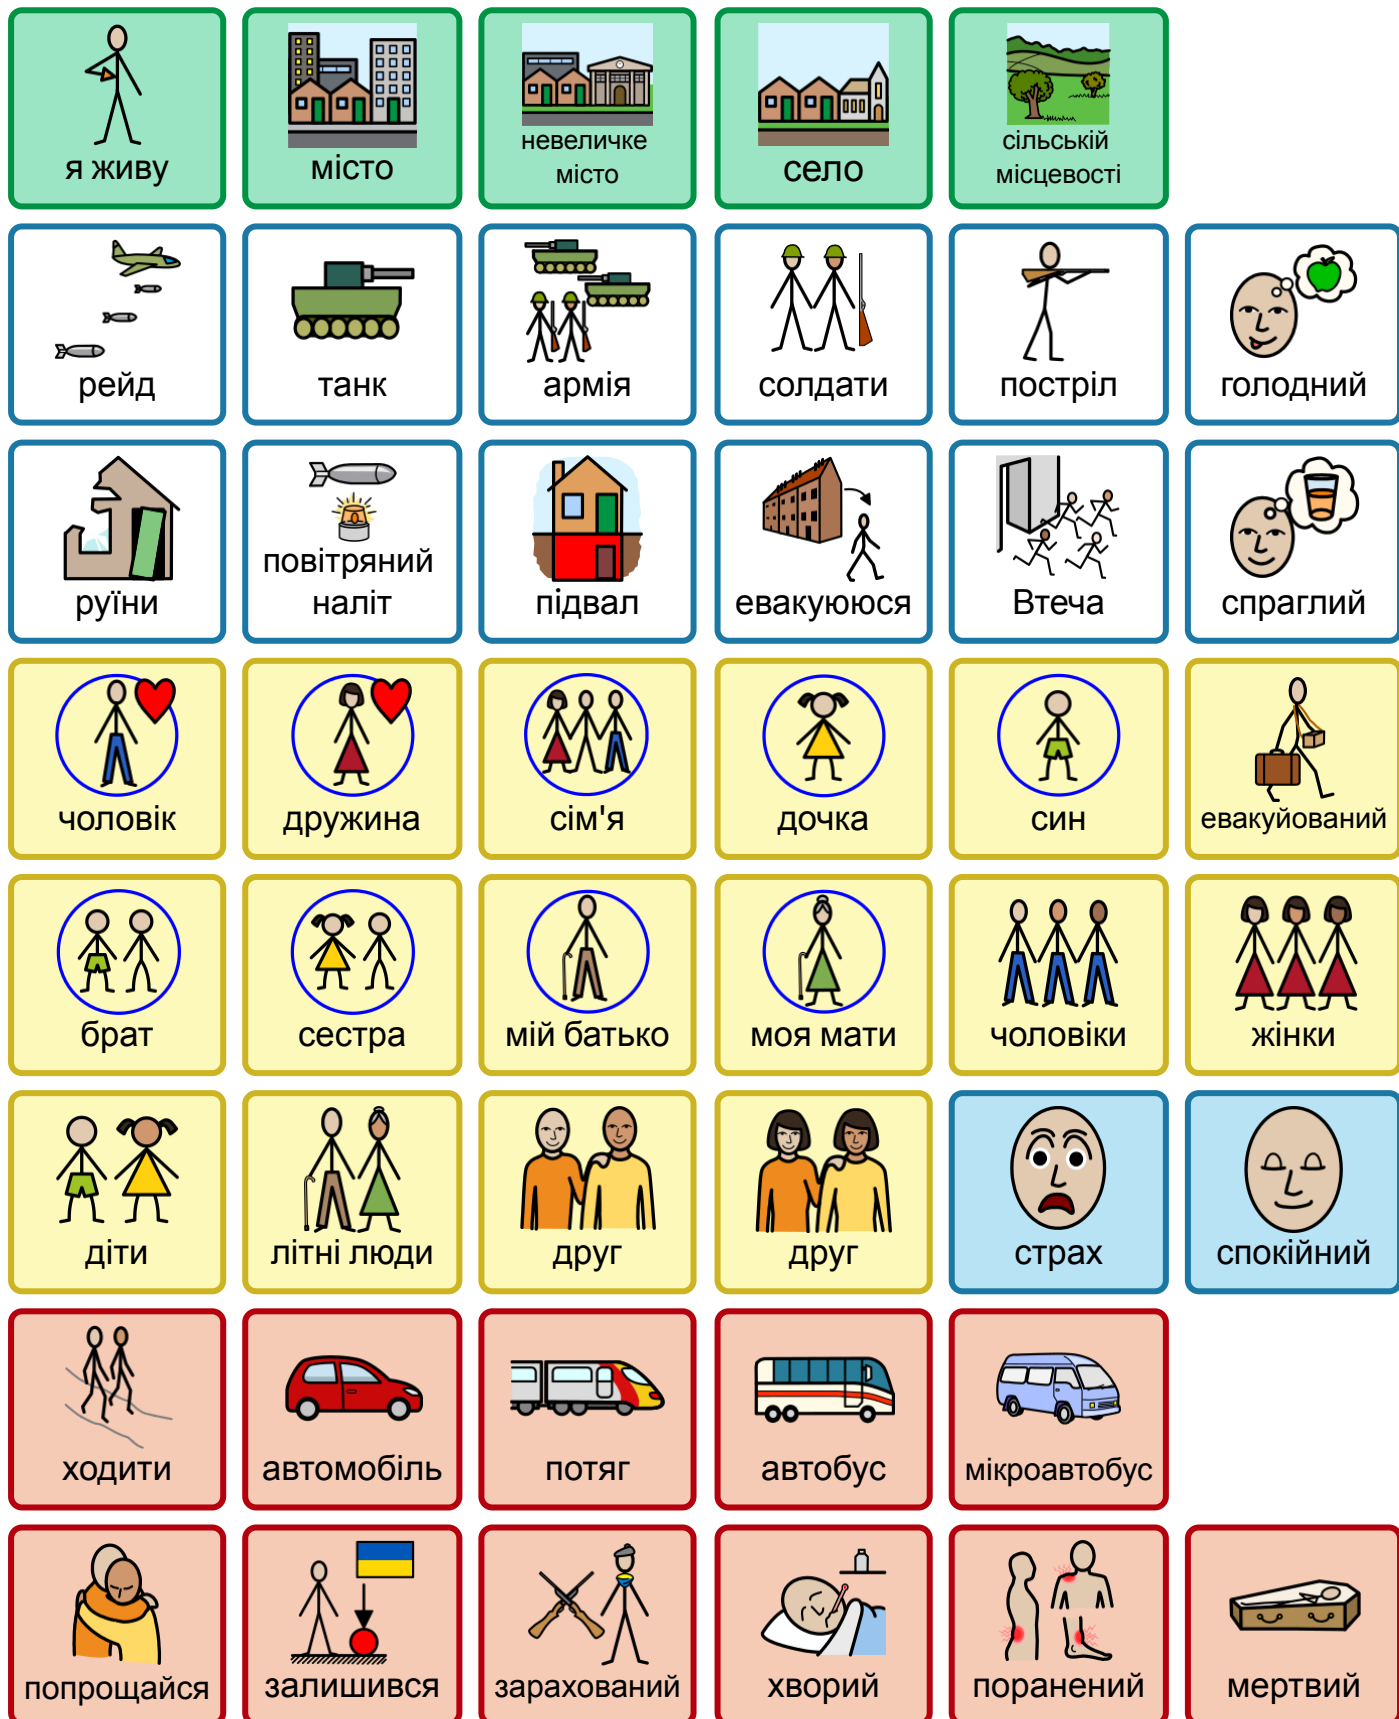 я живу
місто
невеличке
місто
село
сільській
місцевості
рейд
танк
армія
солдати
постріл
голодний
руїни
повітряний
наліт
підвал
евакуююся
Втеча
спраглий
чоловік
дружина
сім'я
дочка
син
евакуйований
брат
сестра
мій батько
моя мати
чоловіки
жінки
діти
літні люди
друг
друг
страх
спокійний
ходити
автомобіль
потяг
автобус
мікроавтобус
попрощайся
залишився
зарахований
хворий
поранений
мертвий